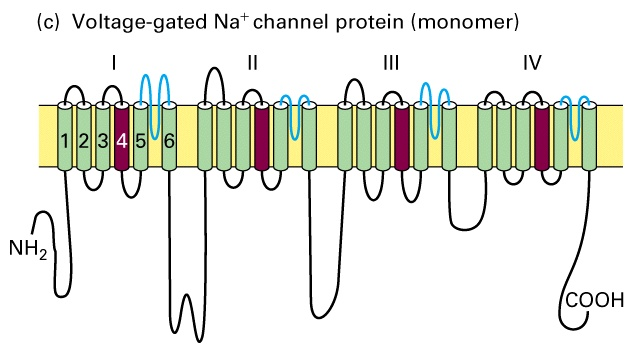 (c) Voltage-gated Na⁺ channel protein (monomer)
I II III IV
1 2 3 4 5 6
NH₂
COOH